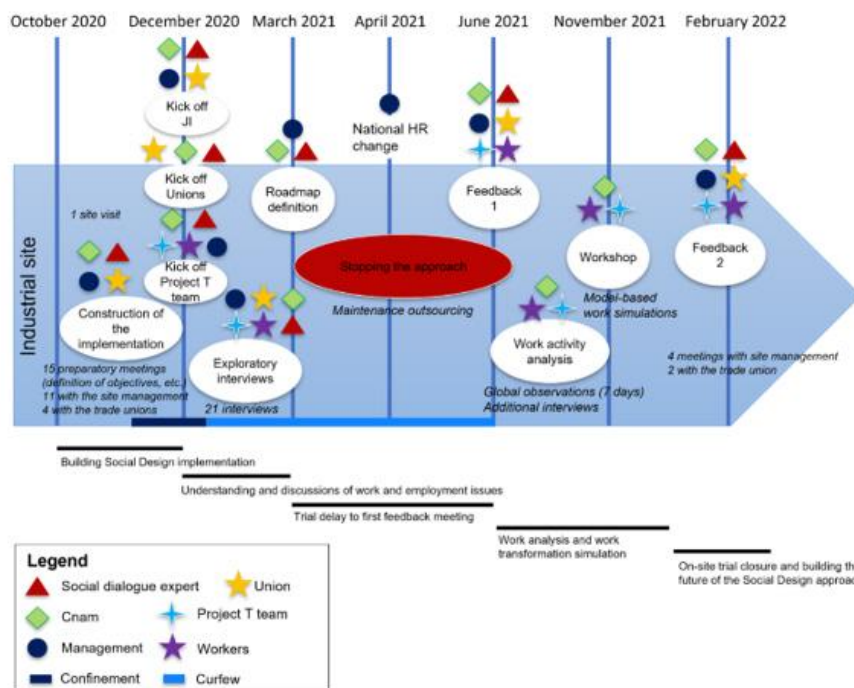 October 2020
December 2020
March 2021
April 2021
June 2021
November 2021
February 2022
Kick off
JI
National HR
change
Kick off
Unions
Roadmap
definition
Feedback
1
1 site visit
Kick off
Project T
team
Workshop
Feedback
2
Industrial site
Stopping the approach
Construction of
the
implementation
Maintenance outsourcing
Model-based
work simulations
Exploratory
interviews
Work activity
analysis
15 preparatory meetings
(definition of objectives, etc.)
11 with the site management
4 with the trade unions
21 interviews
Global observations (7 days)
Additional interviews
4 meetings with site management
2 with the trade union
Building Social Design implementation
Understanding and discussions of work and employment issues
Trial delay to first feedback meeting
Work analysis and work
transformation simulation
On-site trial closure and building th
future of the Social Design approac
Legend
Social dialogue expert
Union
Cnam
Project T team
Management
Workers
Confinement
Curfew